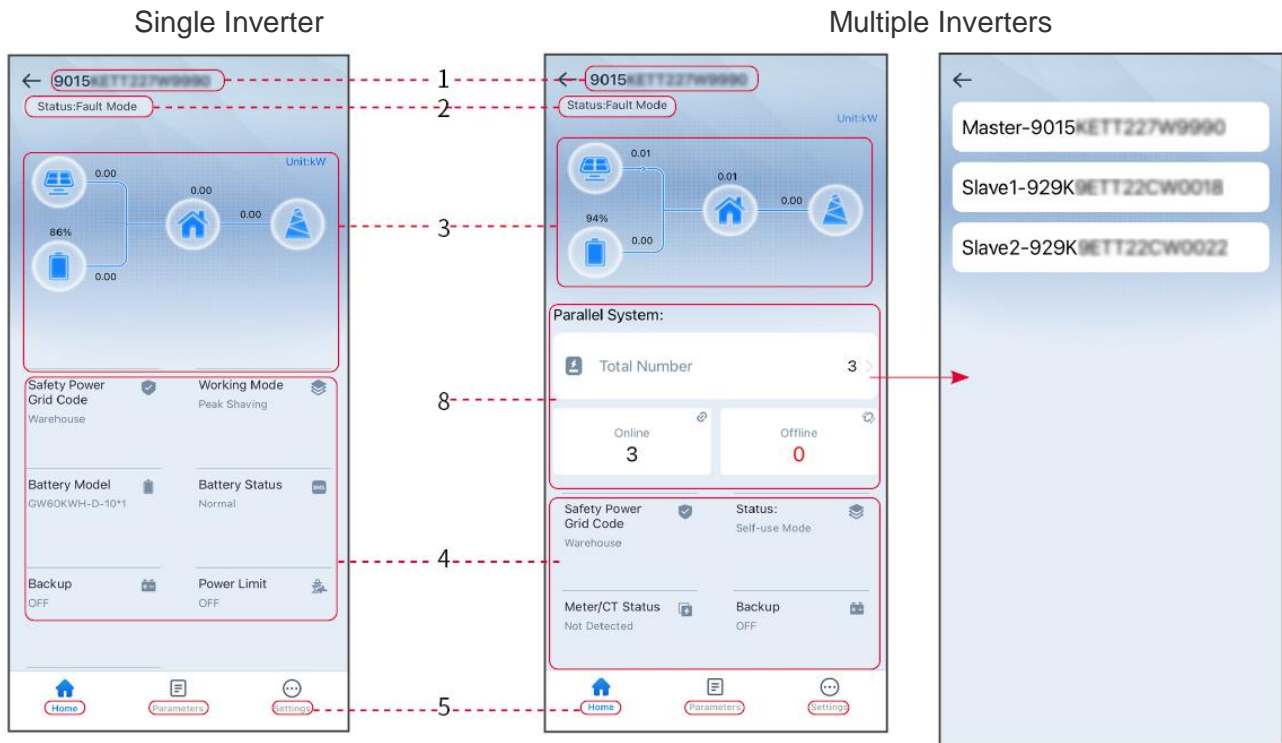 Single Inverter
Multiple Inverters
9015
Status:Fault Mode
Unit:kW
0.00
0.00
0.00
86%
0.00
Safety Power
Grid Code
Warehouse
Working Mode
Peak Shaving
Battery Model
GW60KWH-D-10*1
Battery Status
Normal
Backup
OFF
Power Limit
OFF
Home
Parameters
Settings
1
2
3
8
4
5
9015
Status:Fault Mode
Unit:kW
0.01
0.01
0.00
94%
0.00
Parallel System:
Total Number
3
Online
3
Offline
0
Safety Power
Grid Code
Warehouse
Status:
Self-use Mode
Meter/CT Status
Not Detected
Backup
OFF
Home
Parameters
Settings
Master-9015KETT227W9990
Slave1-929K9ETT22CW0018
Slave2-929K9ETT22CW0022